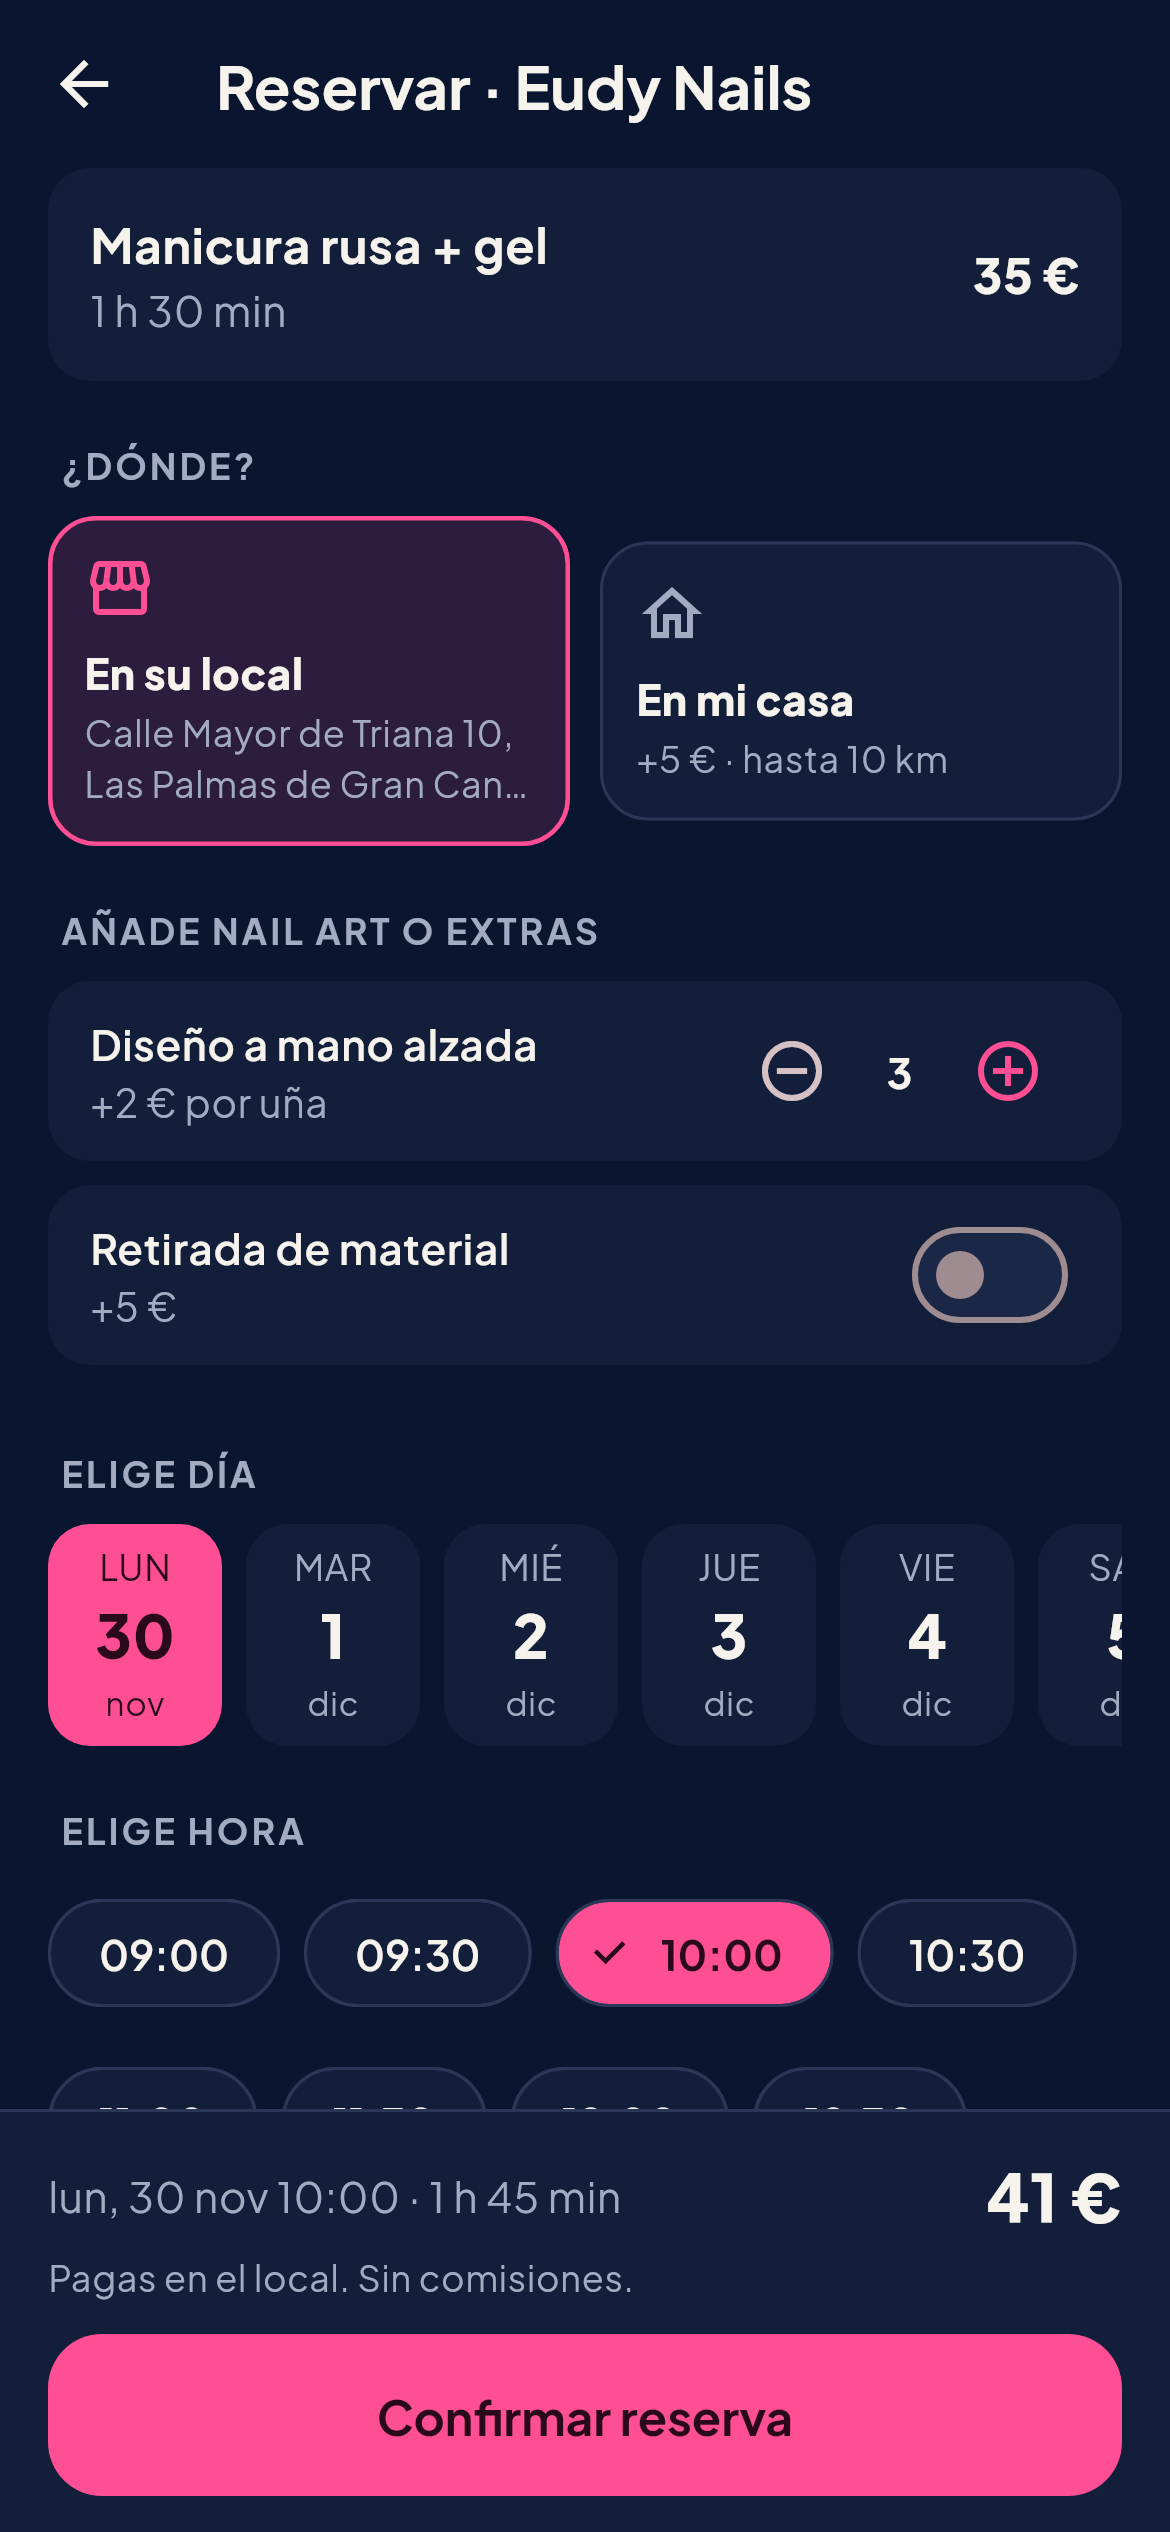 Reservar · Eudy Nails
Manicura rusa + gel
1 h 30 min
35 €
¿DÓNDE?
En su local
Calle Mayor de Triana 10,
Las Palmas de Gran Can...
En mi casa
+5 € · hasta 10 km
AÑADE NAIL ART O EXTRAS
Diseño a mano alzada
+2 € por uña
3
Retirada de material
+5 €
ELIGE DÍA
LUN
30
nov
MAR
1
dic
MIÉ
2
dic
JUE
3
dic
VIE
4
dic
ELIGE HORA
09:00
09:30
10:00
10:30
lun, 30 nov 10:00 · 1 h 45 min
41 €
Pagas en el local. Sin comisiones.
Confirmar reserva